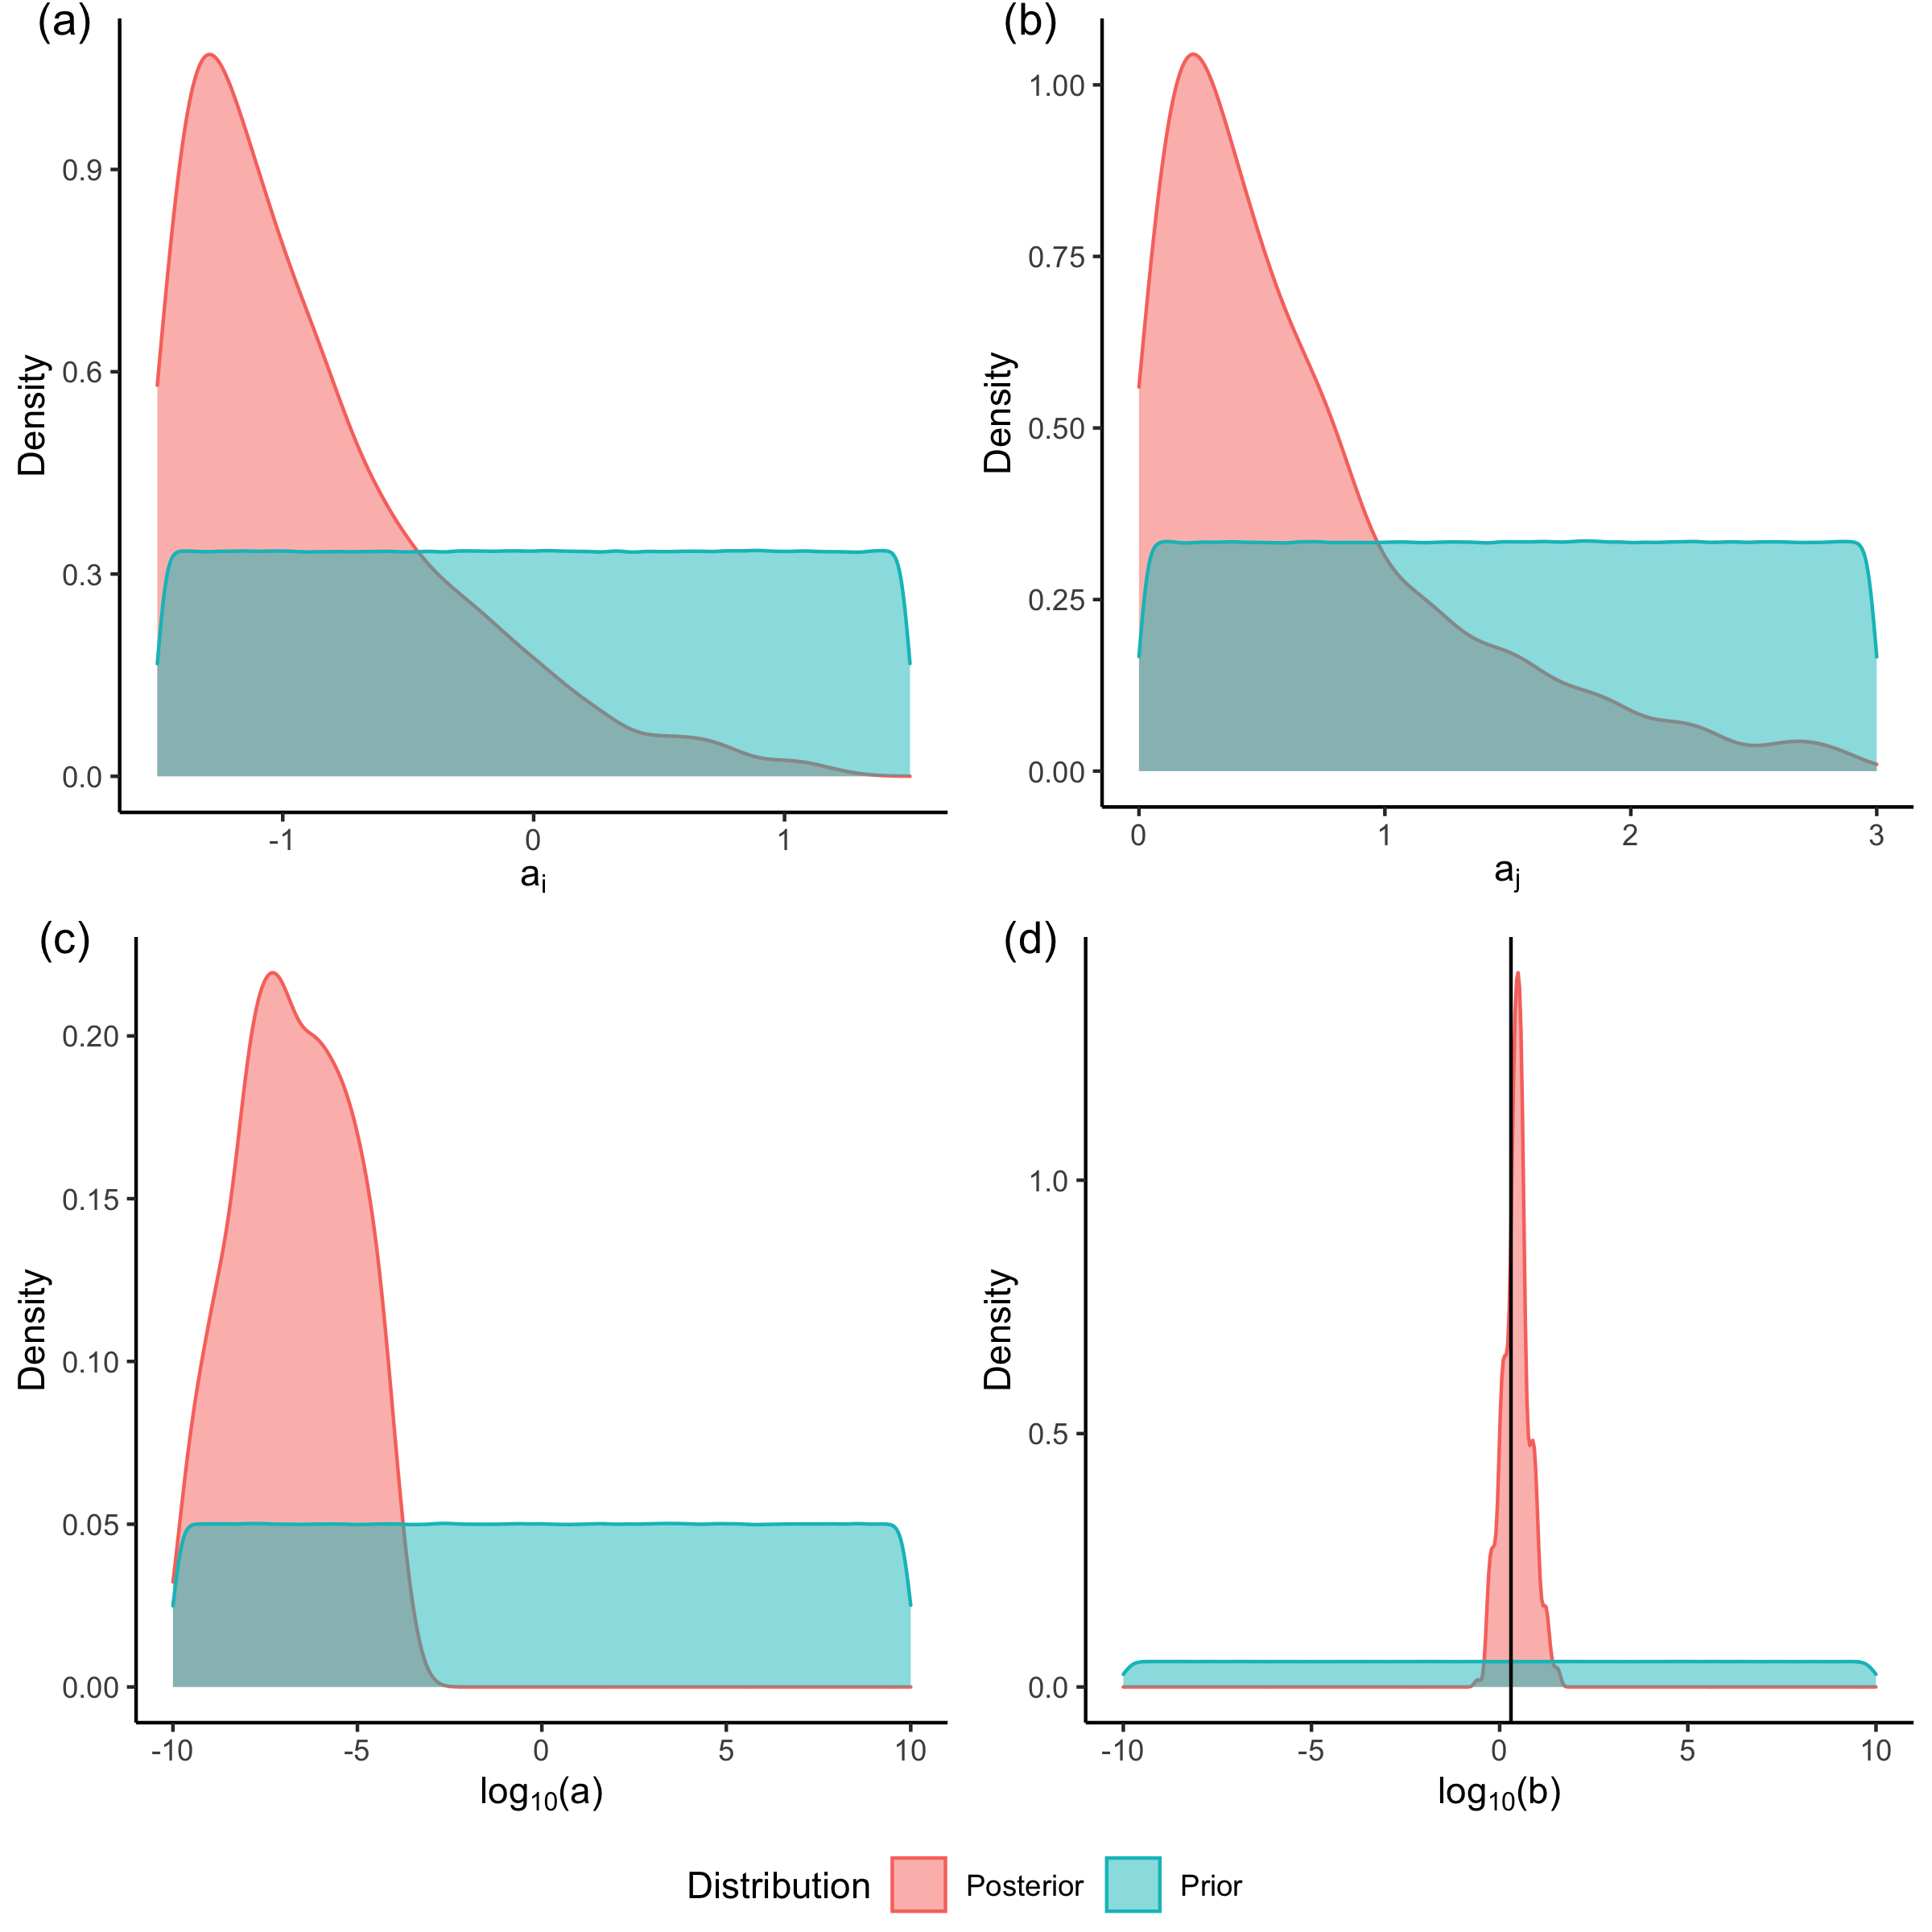 (a)
Density
0.9
0.6
0.3
0.0
-1 0 1
aᵢ
(b)
Density
1.00
0.75
0.50
0.25
0.00
0 1 2 3
aⱼ
(c)
Density
0.20
0.15
0.10
0.05
0.00
-10 -5 0 5 10
log₁₀(a)
(d)
Density
1.0
0.5
0.0
-10 -5 0 5 10
log₁₀(b)
Distribution Posterior Prior